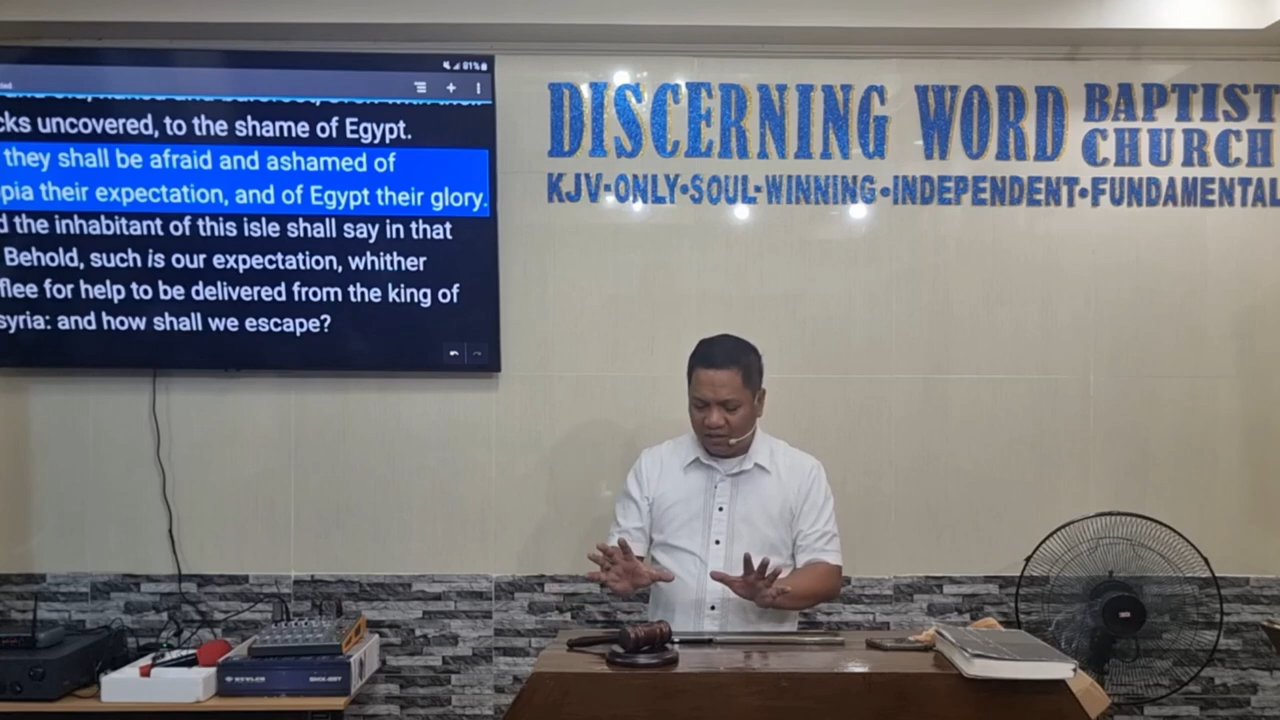 81%
cks uncovered, to the shame of Egypt.
they shall be afraid and ashamed of
pia their expectation, and of Egypt their glory.
d the inhabitant of this isle shall say in that
Behold, such is our expectation, whither
flee for help to be delivered from the king of
syria: and how shall we escape?
DISCERNING WORD BAPTIST CHURCH
KJV-ONLY•SOUL-WINNING•INDEPENDENT•FUNDAMENTAL
KEVLER